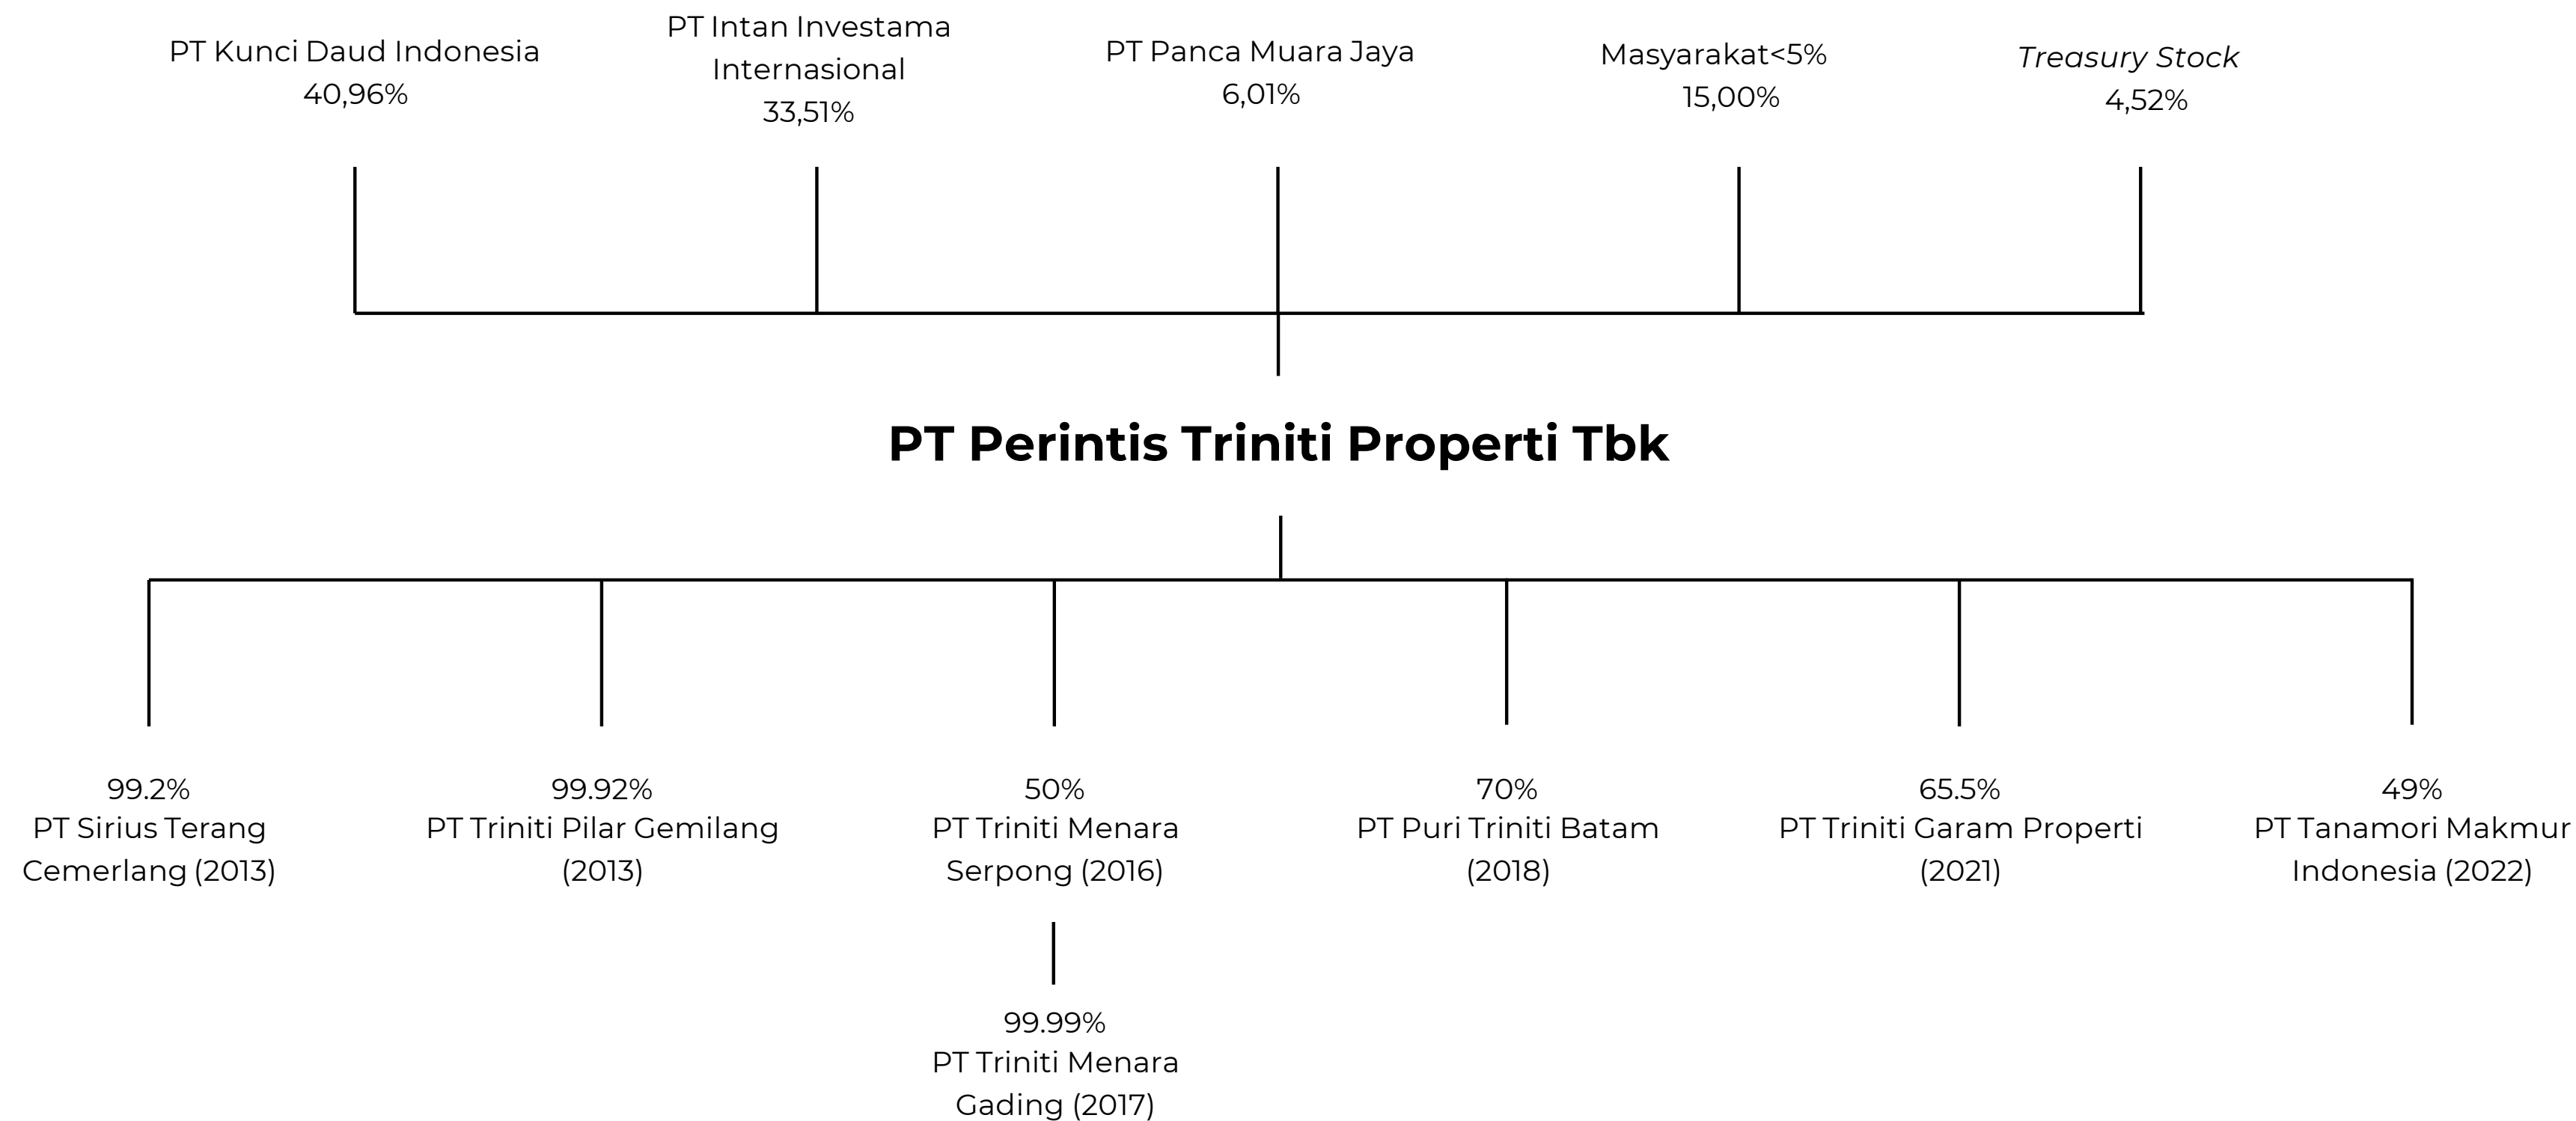 PT Kunci Daud Indonesia
40,96%
PT Intan Investama
Internasional
33,51%
PT Panca Muara Jaya
6,01%
Masyarakat<5%
15,00%
Treasury Stock
4,52%
PT Perintis Triniti Properti Tbk
99.2%
PT Sirius Terang
Cemerlang (2013)
99.92%
PT Triniti Pilar Gemilang
(2013)
50%
PT Triniti Menara
Serpong (2016)
70%
PT Puri Triniti Batam
(2018)
65.5%
PT Triniti Garam Properti
(2021)
49%
PT Tanamori Makmur
Indonesia (2022)
99.99%
PT Triniti Menara
Gading (2017)